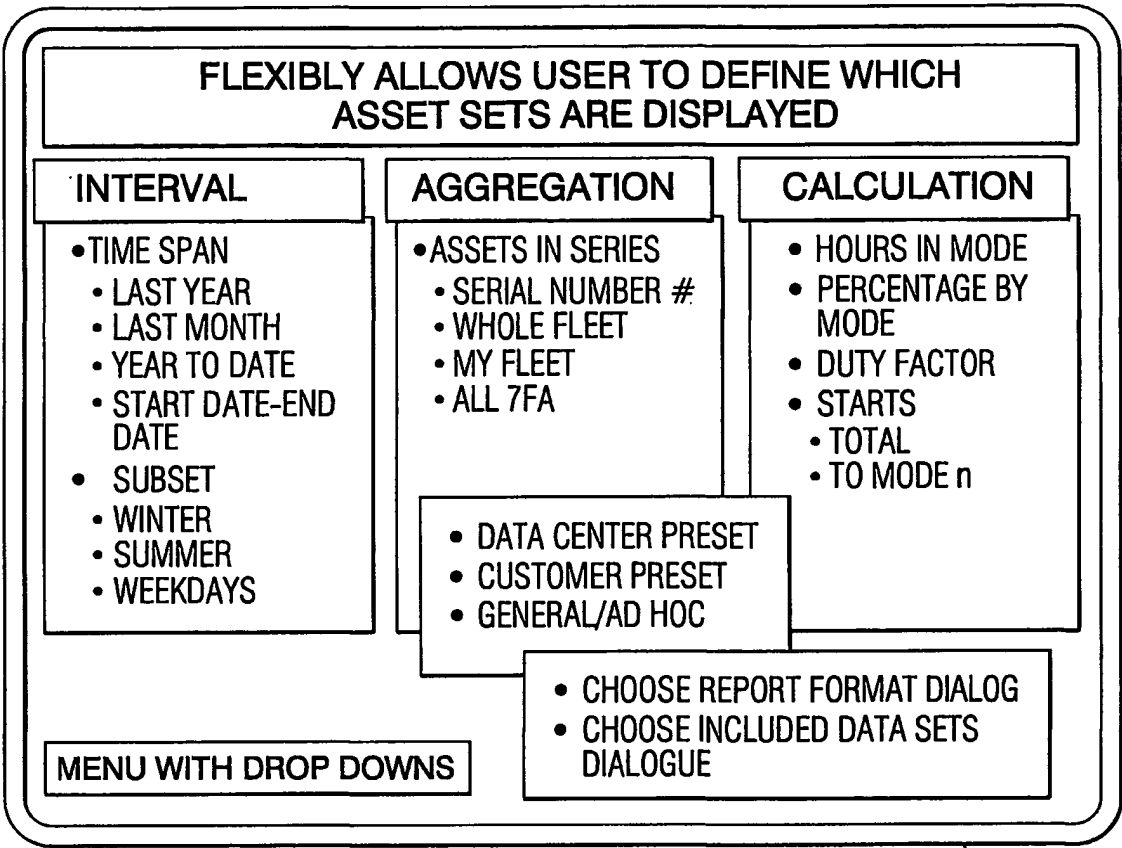 FLEXIBLY ALLOWS USER TO DEFINE WHICH
ASSET SETS ARE DISPLAYED
INTERVAL
•TIME SPAN
• LAST YEAR
• LAST MONTH
• YEAR TO DATE
• START DATE-END
DATE
• SUBSET
• WINTER
• SUMMER
• WEEKDAYS
AGGREGATION
•ASSETS IN SERIES
• SERIAL NUMBER #
• WHOLE FLEET
• MY FLEET
• ALL 7FA
CALCULATION
• HOURS IN MODE
• PERCENTAGE BY
MODE
• DUTY FACTOR
• STARTS
• TOTAL
• TO MODE n
• DATA CENTER PRESET
• CUSTOMER PRESET
• GENERAL/AD HOC
• CHOOSE REPORT FORMAT DIALOG
• CHOOSE INCLUDED DATA SETS
DIALOGUE
MENU WITH DROP DOWNS